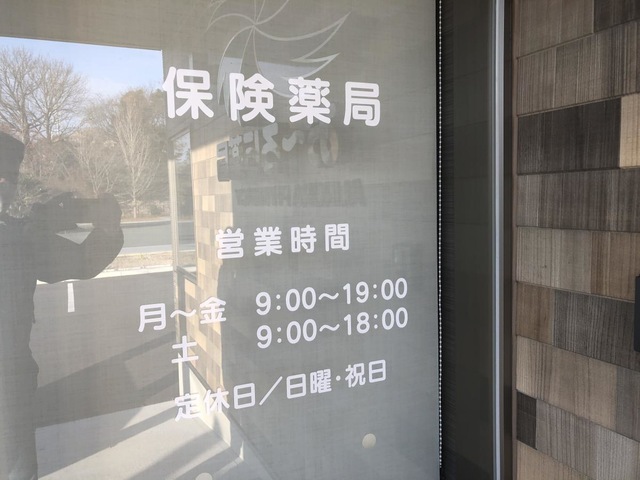 保険薬局
営業時間
月～金 9:00～19:00
土 9:00～18:00
定休日／日曜・祝日